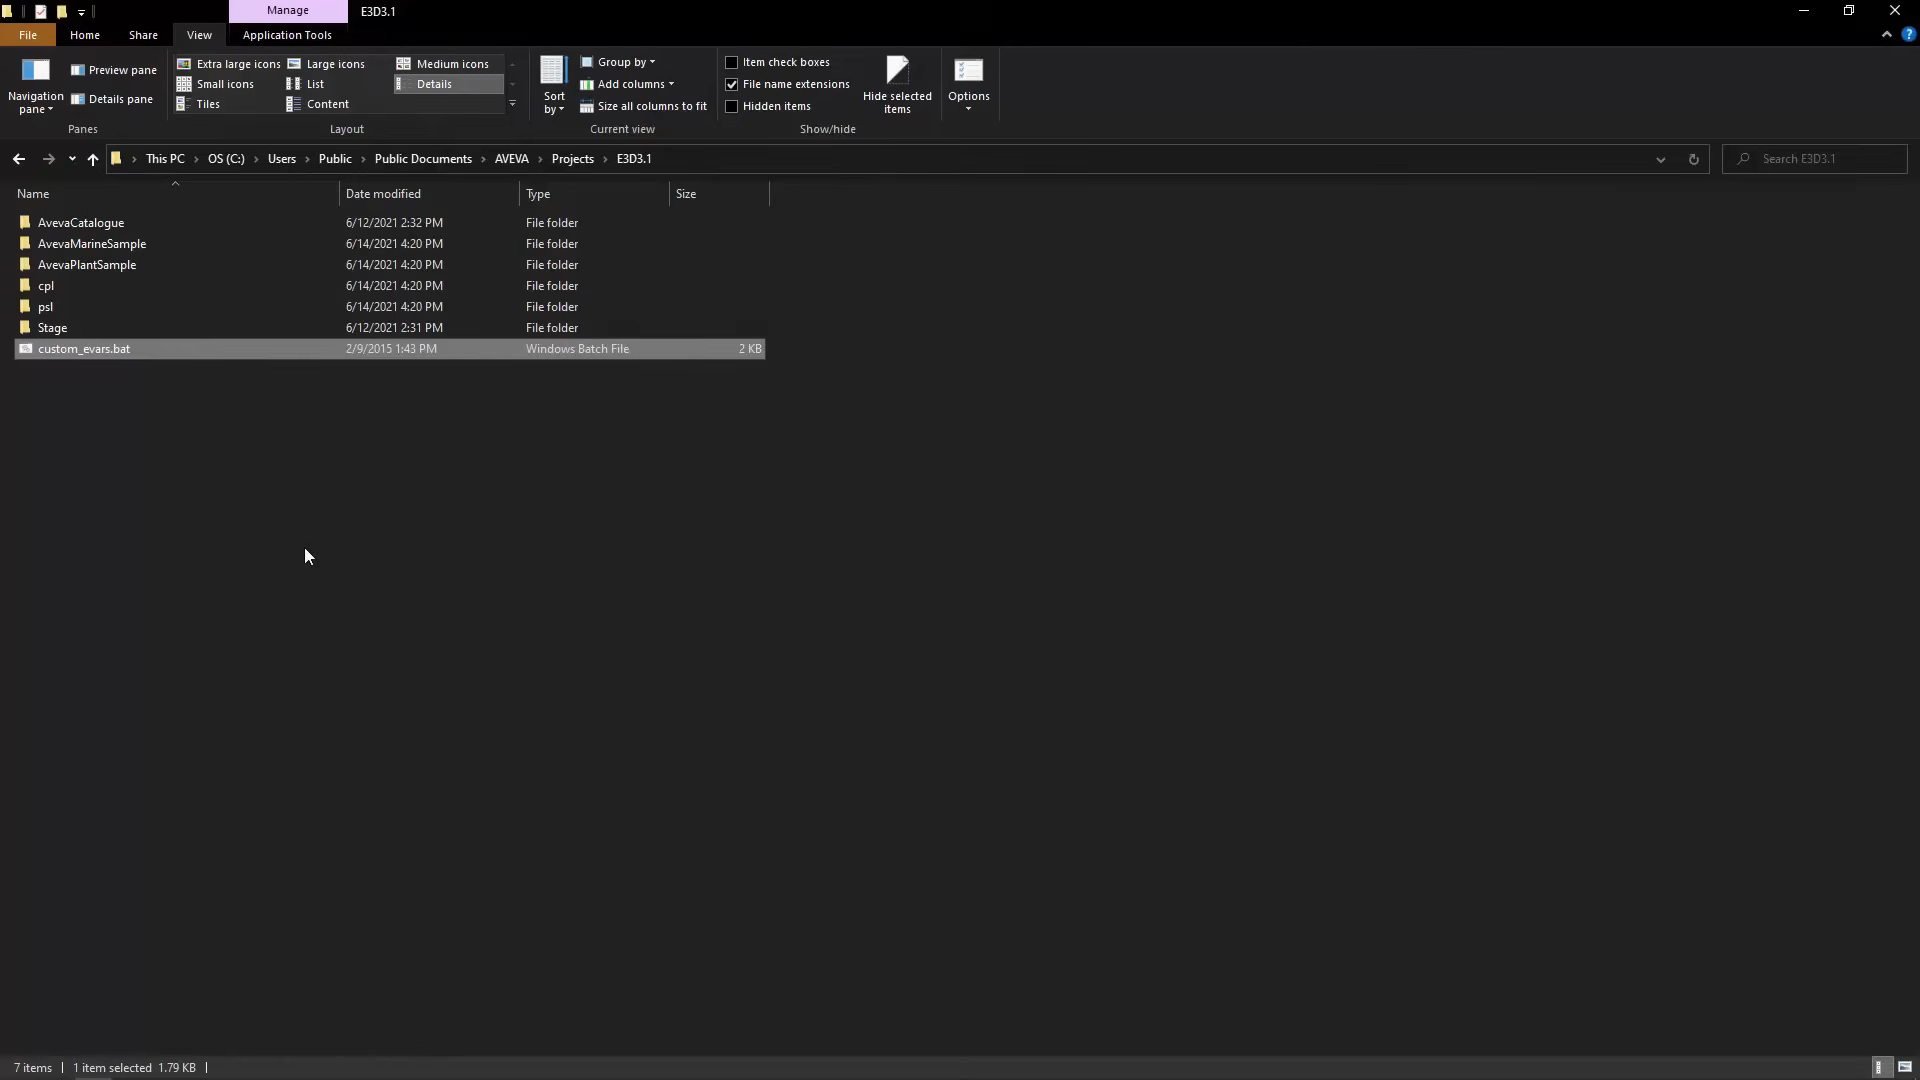 Manage E3D3.1
File Home Share View Application Tools
Navigation pane
Preview pane
Details pane
Panes
Extra large icons Large icons Medium icons
Small icons List Details
Tiles Content
Layout
Sort by
Group by
Add columns
Size all columns to fit
Current view
Item check boxes
File name extensions
Hidden items
Hide selected items
Show/hide
Options
This PC OS (C:) Users Public Public Documents AVEVA Projects E3D3.1
Search E3D3.1
Name Date modified Type Size
AvevaCatalogue 6/12/2021 2:32 PM File folder
AvevaMarineSample 6/14/2021 4:20 PM File folder
AvevaPlantSample 6/14/2021 4:20 PM File folder
cpl 6/14/2021 4:20 PM File folder
psl 6/14/2021 4:20 PM File folder
Stage 6/12/2021 2:31 PM File folder
custom_evars.bat 2/9/2015 1:43 PM Windows Batch File 2 KB
7 items 1 item selected 1.79 KB